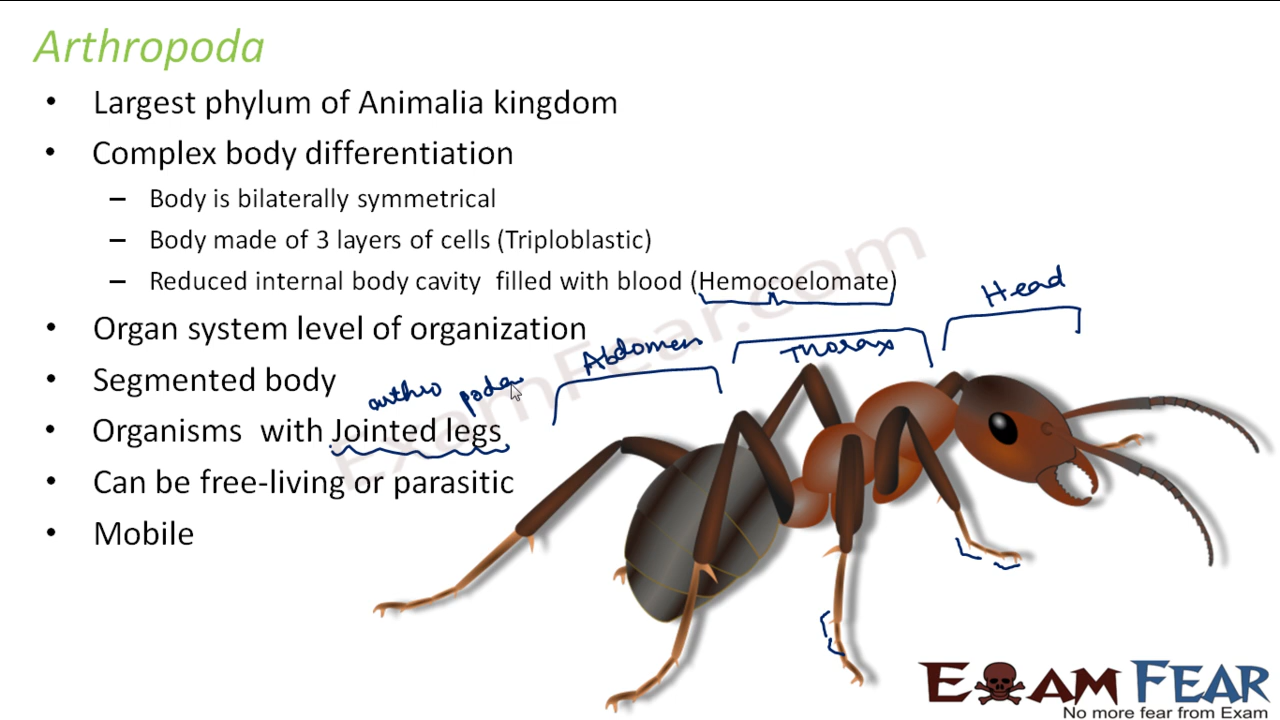 Arthropoda
• Largest phylum of Animalia kingdom
• Complex body differentiation
– Body is bilaterally symmetrical
– Body made of 3 layers of cells (Triploblastic)
– Reduced internal body cavity filled with blood (Hemocoelomate)
Head
• Organ system level of organization
Abdomen
Thorax
• Segmented body
arthro poda
• Organisms with Jointed legs
• Can be free-living or parasitic
• Mobile
ExamFear.com
EXAM FEAR
No more fear from Exam